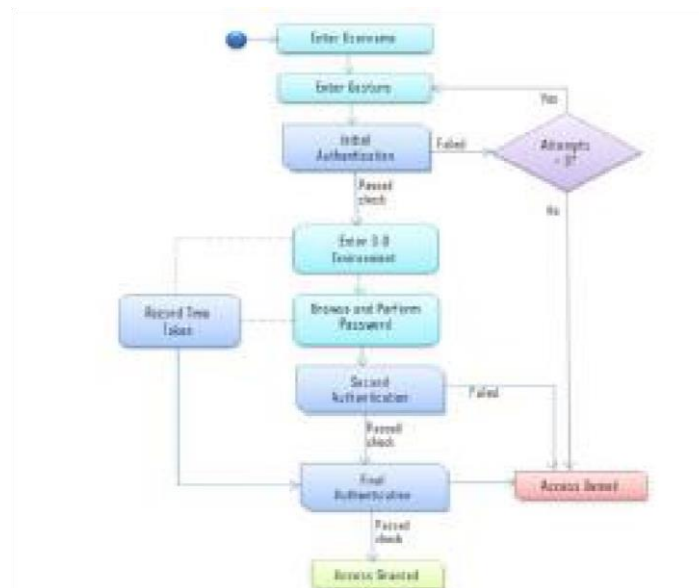 Enter Username
Enter Gesture
Initial
Authentication
Failed
Attempts
Yes
No
Passed
check
Enter 3-D
Environment
Record Time
Taken
Browse and Perform
Password
Second
Authentication
Failed
Passed
check
Final
Authentication
Access
Passed
check
Access Granted